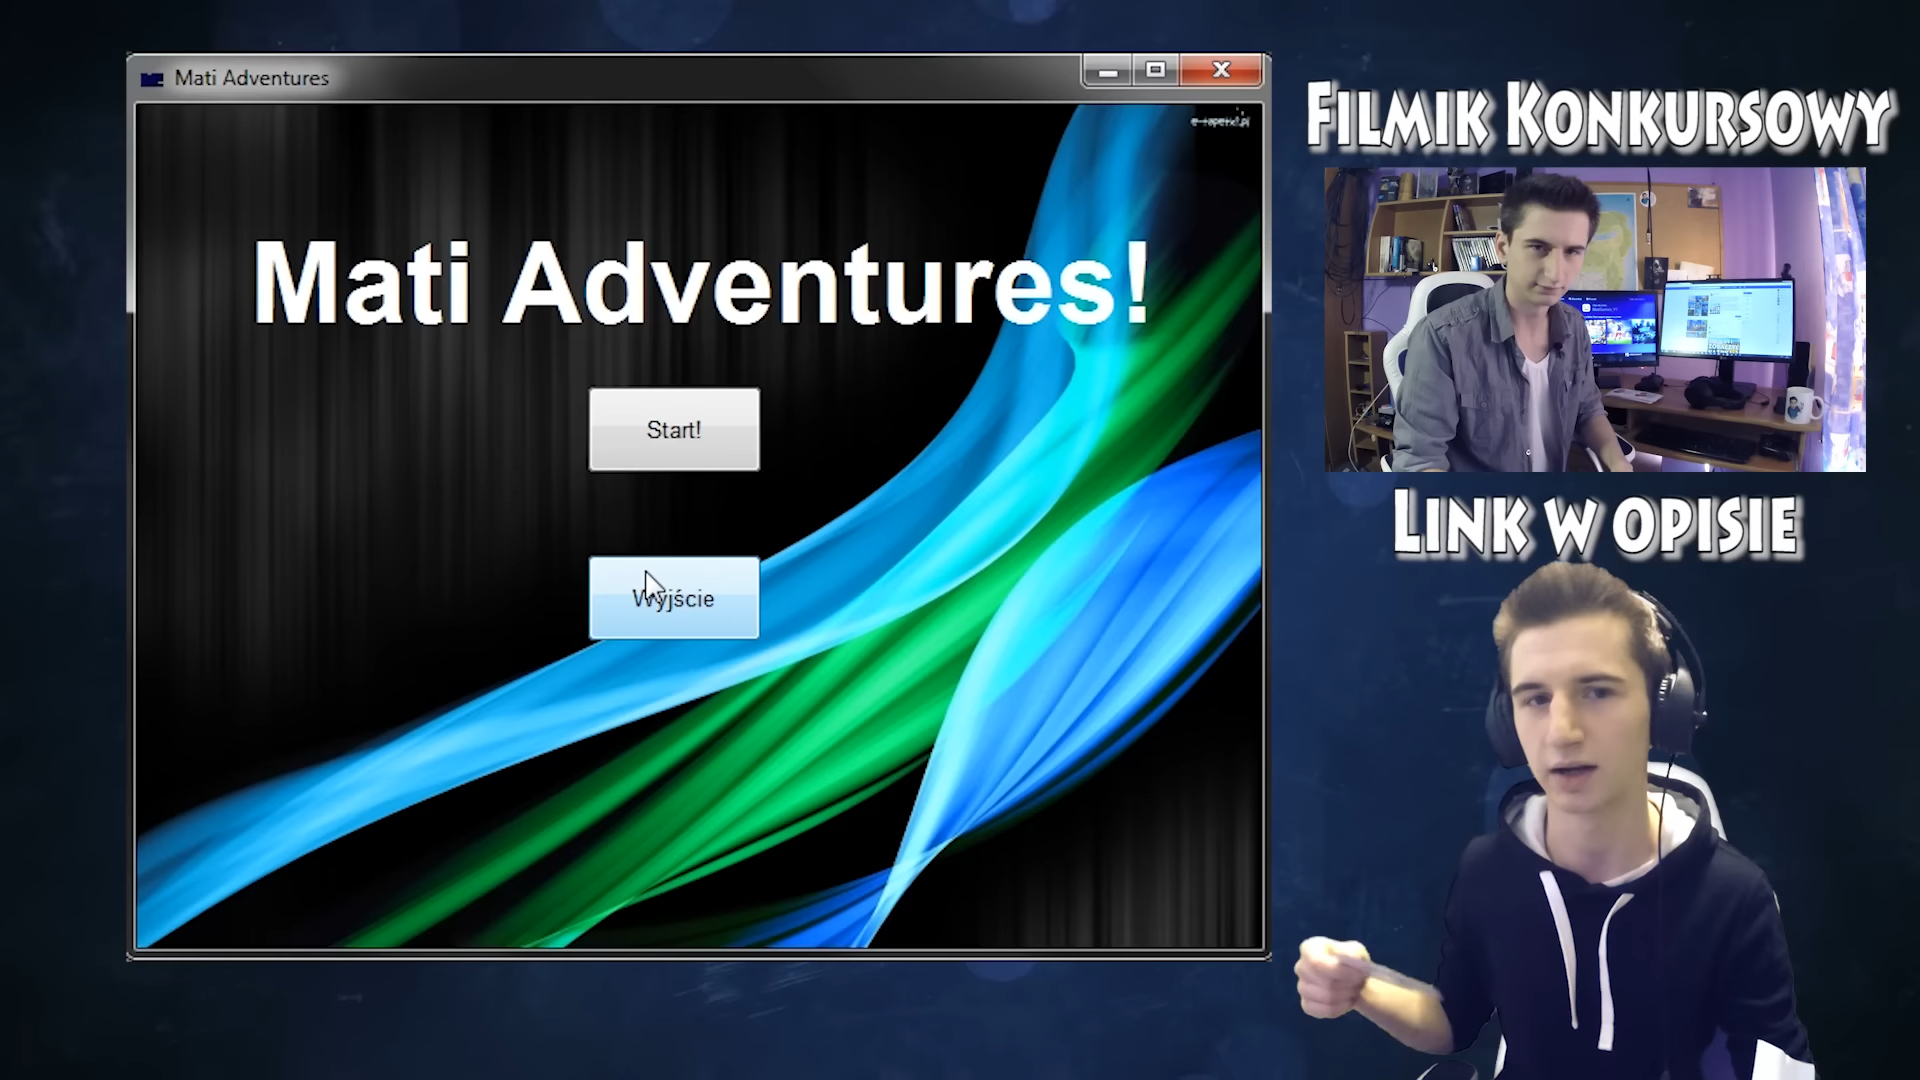 Mati Adventures
Mati Adventures!
Start!
Wyjście
FILMIK KONKURSOWY
LINK W OPISIE